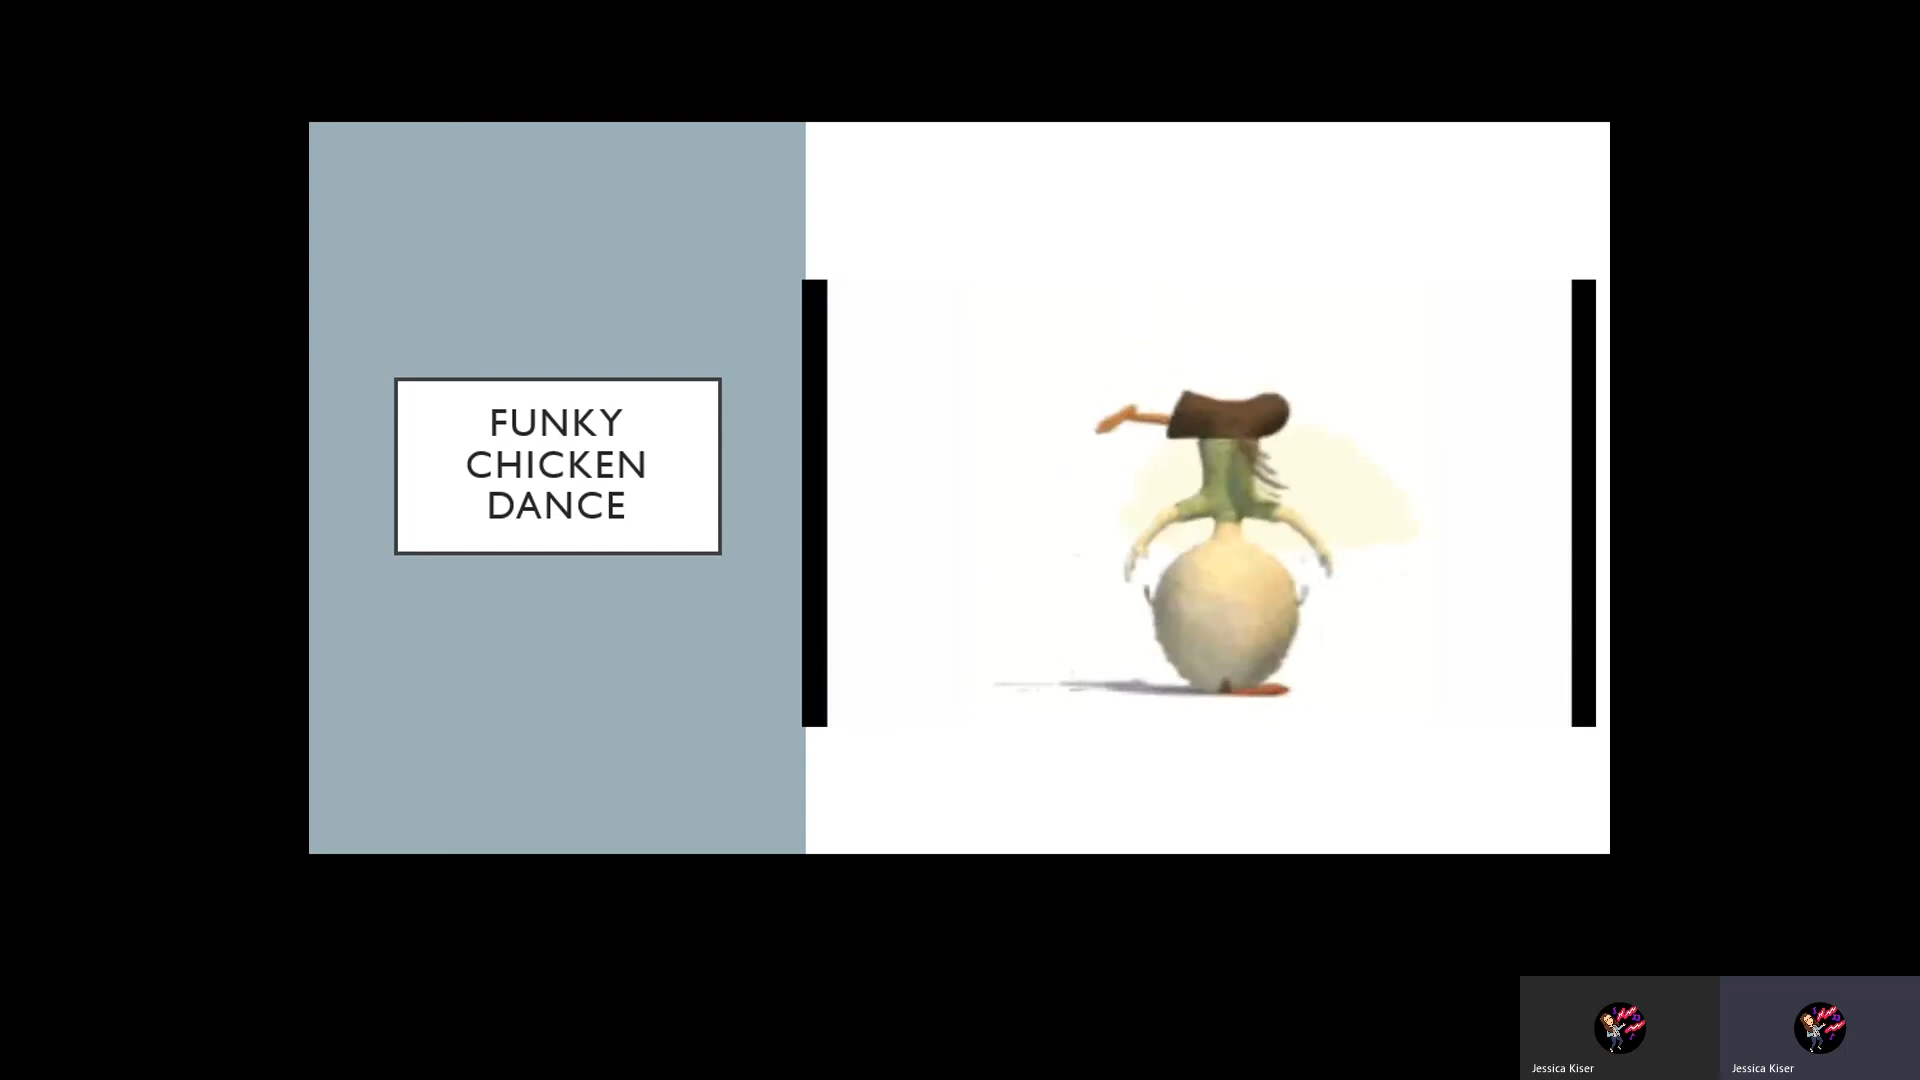 FUNKY
CHICKEN
DANCE
Jessica Kiser
Jessica Kiser